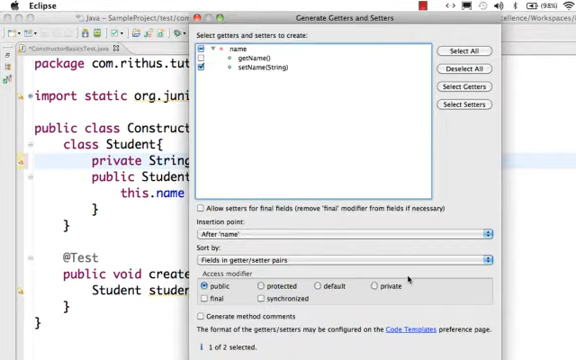 Eclipse
(98%)
Java – SampleProject/test/com
Generate Getters and Setters
ellence/Workspaces/
*ConstructorBasicsTest.java
package com.rithus.tut
import static org.juni
public class Construc
class Student{
private String
public Student
this.name
}
}
@Test
public void create
Student studen
}
}
Select getters and setters to create:
name
getName()
setName(String)
Select All
Deselect All
Select Getters
Select Setters
Allow setters for final fields (remove 'final' modifier from fields if necessary)
Insertion point:
After 'name'
Sort by:
Fields in getter/setter pairs
Access modifier
public
protected
default
private
final
synchronized
Generate method comments
The format of the getters/setters may be configured on the Code Templates preference page.
i 1 of 2 selected.